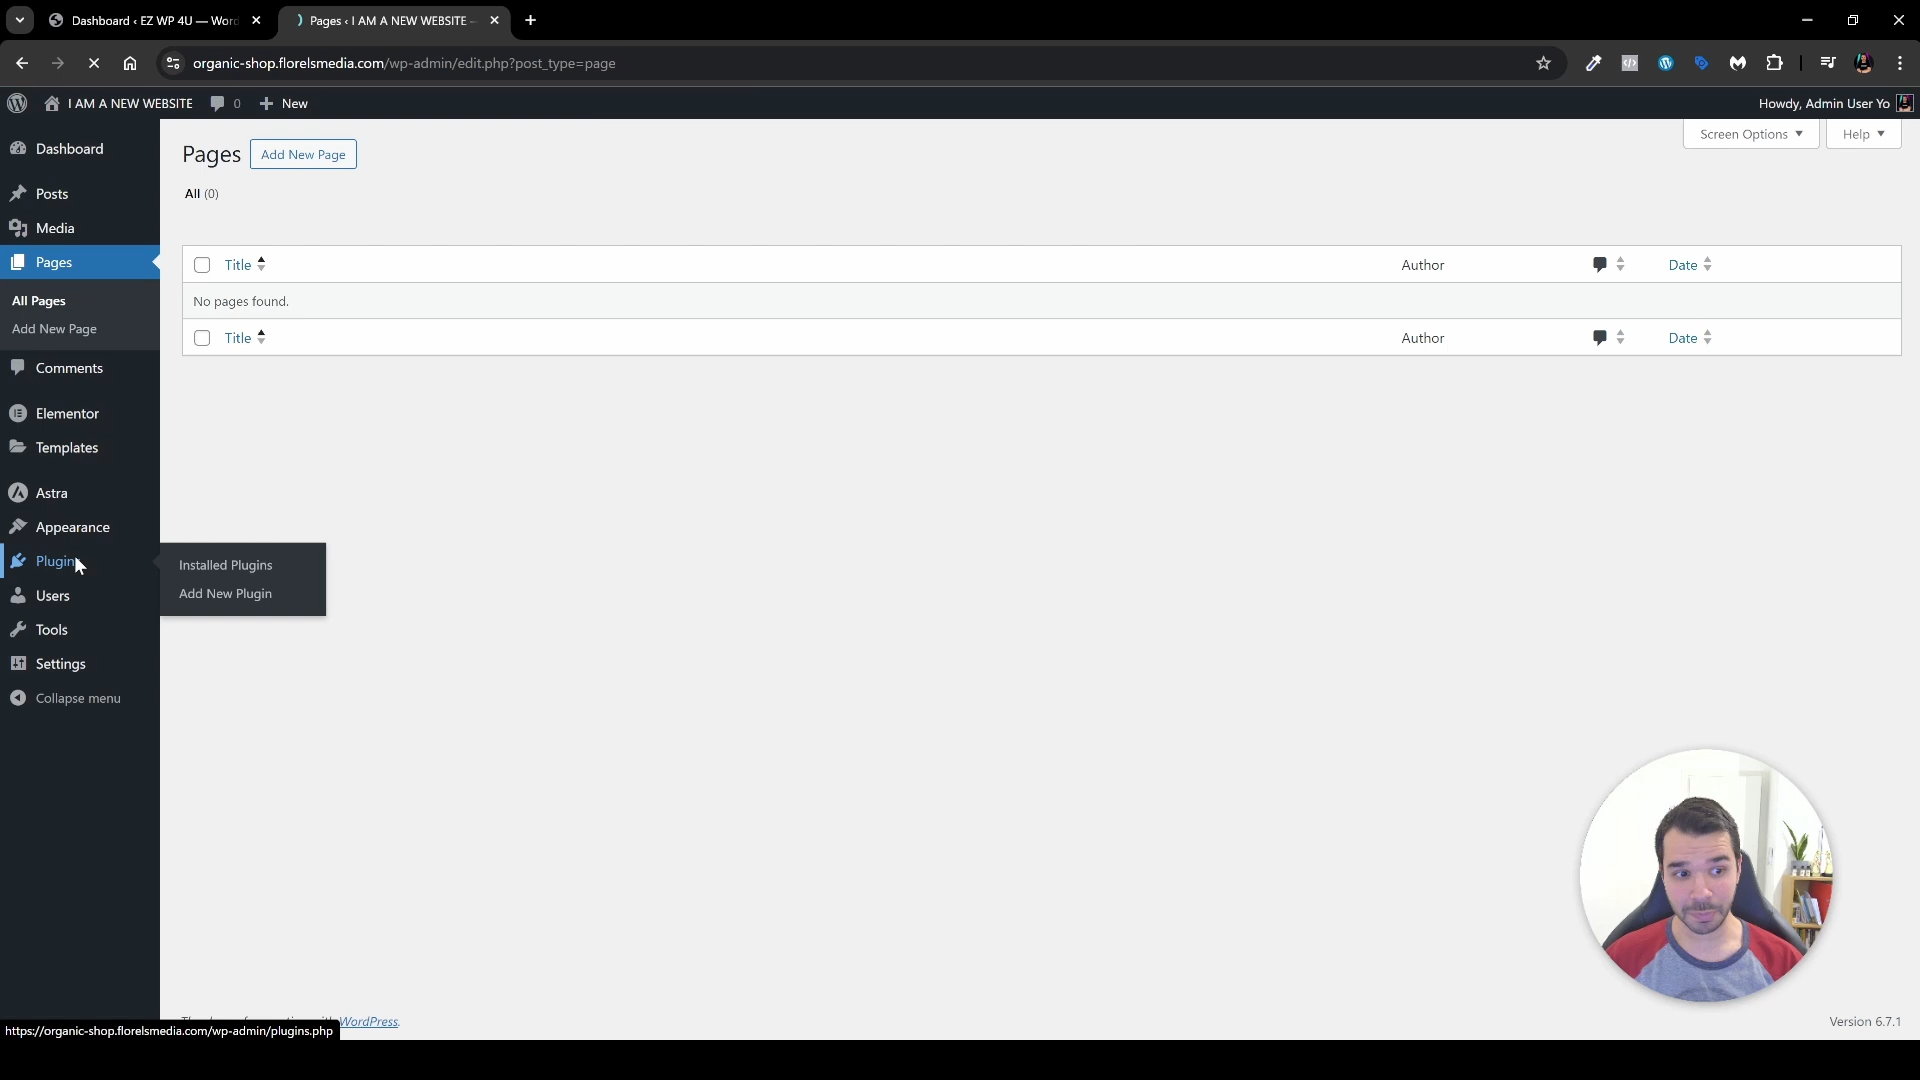 Dashboard ‹ EZ WP 4U — Wor
Pages ‹ I AM A NEW WEBSITE —
organic-shop.florelsmedia.com/wp-admin/edit.php?post_type=page
I AM A NEW WEBSITE
0
New
Howdy, Admin User Yo
Dashboard
Posts
Media
Pages
All Pages
Add New Page
Comments
Elementor
Templates
Astra
Appearance
Plugin
Installed Plugins
Add New Plugin
Users
Tools
Settings
Collapse menu
Screen Options
Help
Pages
Add New Page
All (0)
Title
Author
Date
No pages found.
Title
Author
Date
WordPress.
Version 6.7.1
https://organic-shop.florelsmedia.com/wp-admin/plugins.php